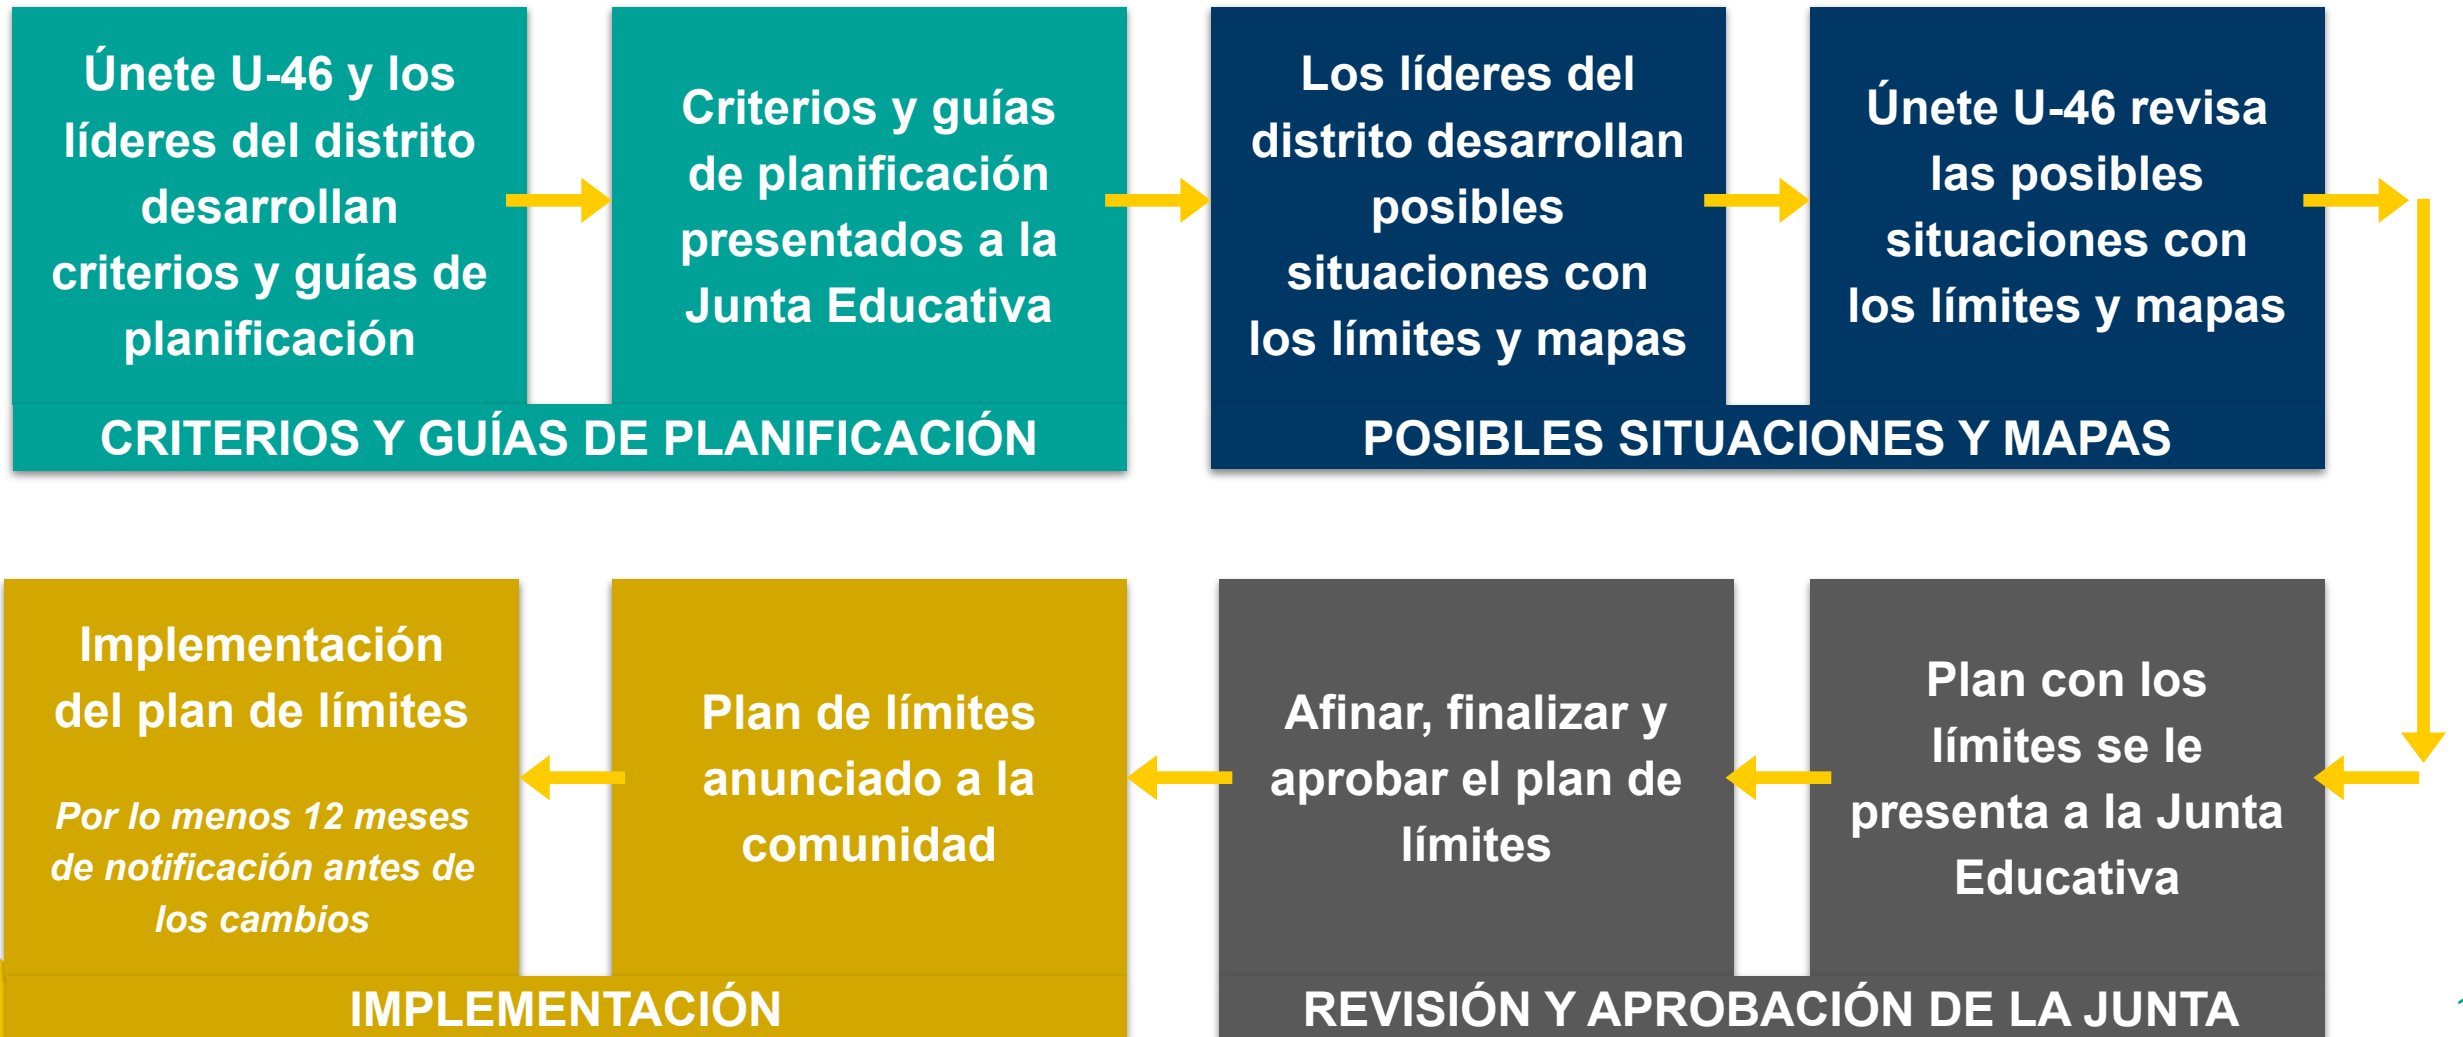 Únete U-46 y los
líderes del distrito
desarrollan
criterios y guías de
planificación
Criterios y guías
de planificación
presentados a la
Junta Educativa
CRITERIOS Y GUÍAS DE PLANIFICACIÓN
Los líderes del
distrito desarrollan
posibles
situaciones con
los límites y mapas
Únete U-46 revisa
las posibles
situaciones con
los límites y mapas
POSIBLES SITUACIONES Y MAPAS
Plan con los
límites se le
presenta a la Junta
Educativa
Afinar, finalizar y
aprobar el plan de
límites
REVISIÓN Y APROBACIÓN DE LA JUNTA
Plan de límites
anunciado a la
comunidad
Implementación
del plan de límites
Por lo menos 12 meses
de notificación antes de
los cambios
IMPLEMENTACIÓN